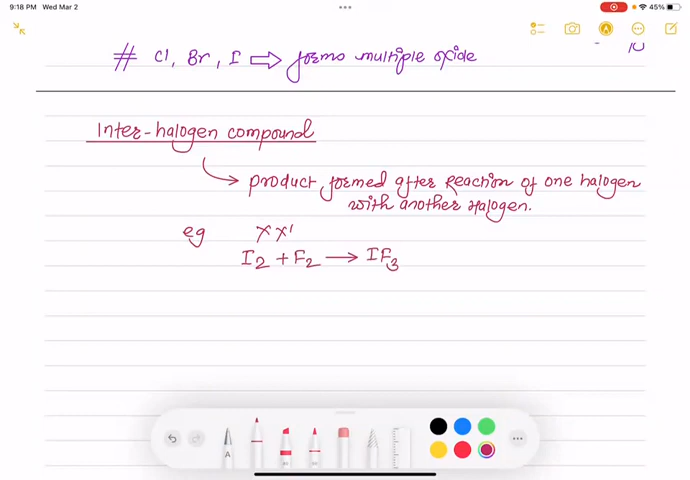 9:18 PM Wed Mar 2
45%
# Cl, Br, I ⇒ forms multiple oxide
Inter-halogen compound
→ product formed after Reaction of one halogen
with another Halogen.
eg XX'
I2 + F2 → IF3
A